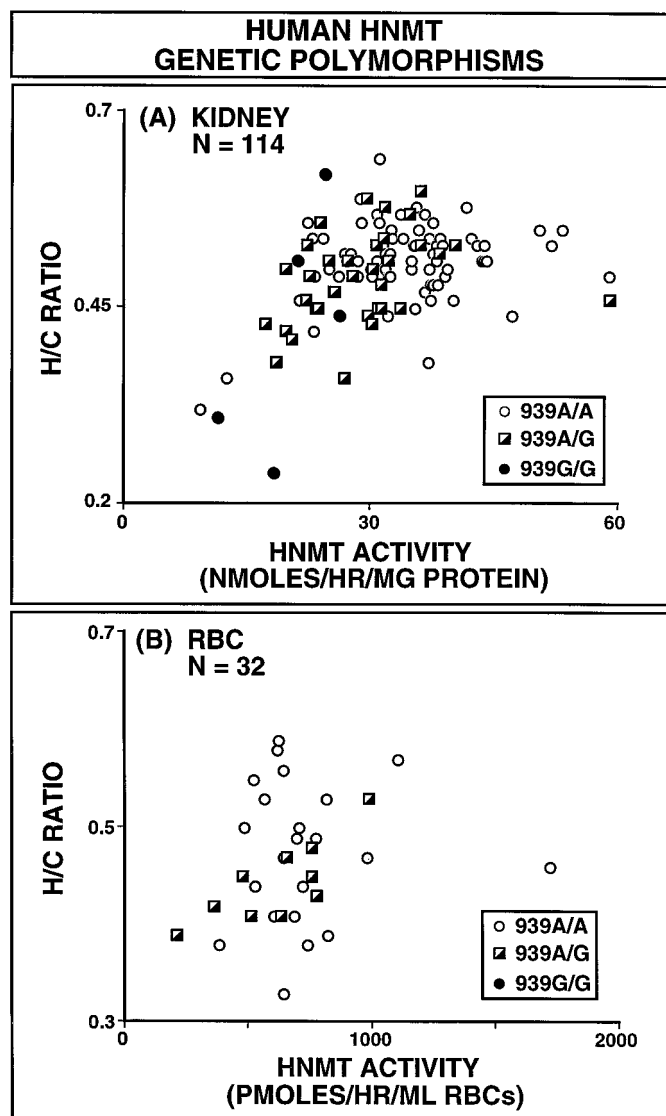 HUMAN HNMT
GENETIC POLYMORPHISMS
(A) KIDNEY
N = 114
0.7
0.45
0.2
H/C RATIO
0
30
60
939A/A
939A/G
939G/G
HNMT ACTIVITY
(NMOLES/HR/MG PROTEIN)
(B) RBC
N = 32
0.7
0.5
0.3
H/C RATIO
0
1000
2000
939A/A
939A/G
939G/G
HNMT ACTIVITY
(PMOLES/HR/ML RBCs)